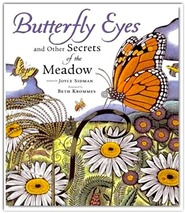 Butterfly Eyes
and Other Secrets
of the
Meadow
JOYCE SIDMAN
BETH KROMMES